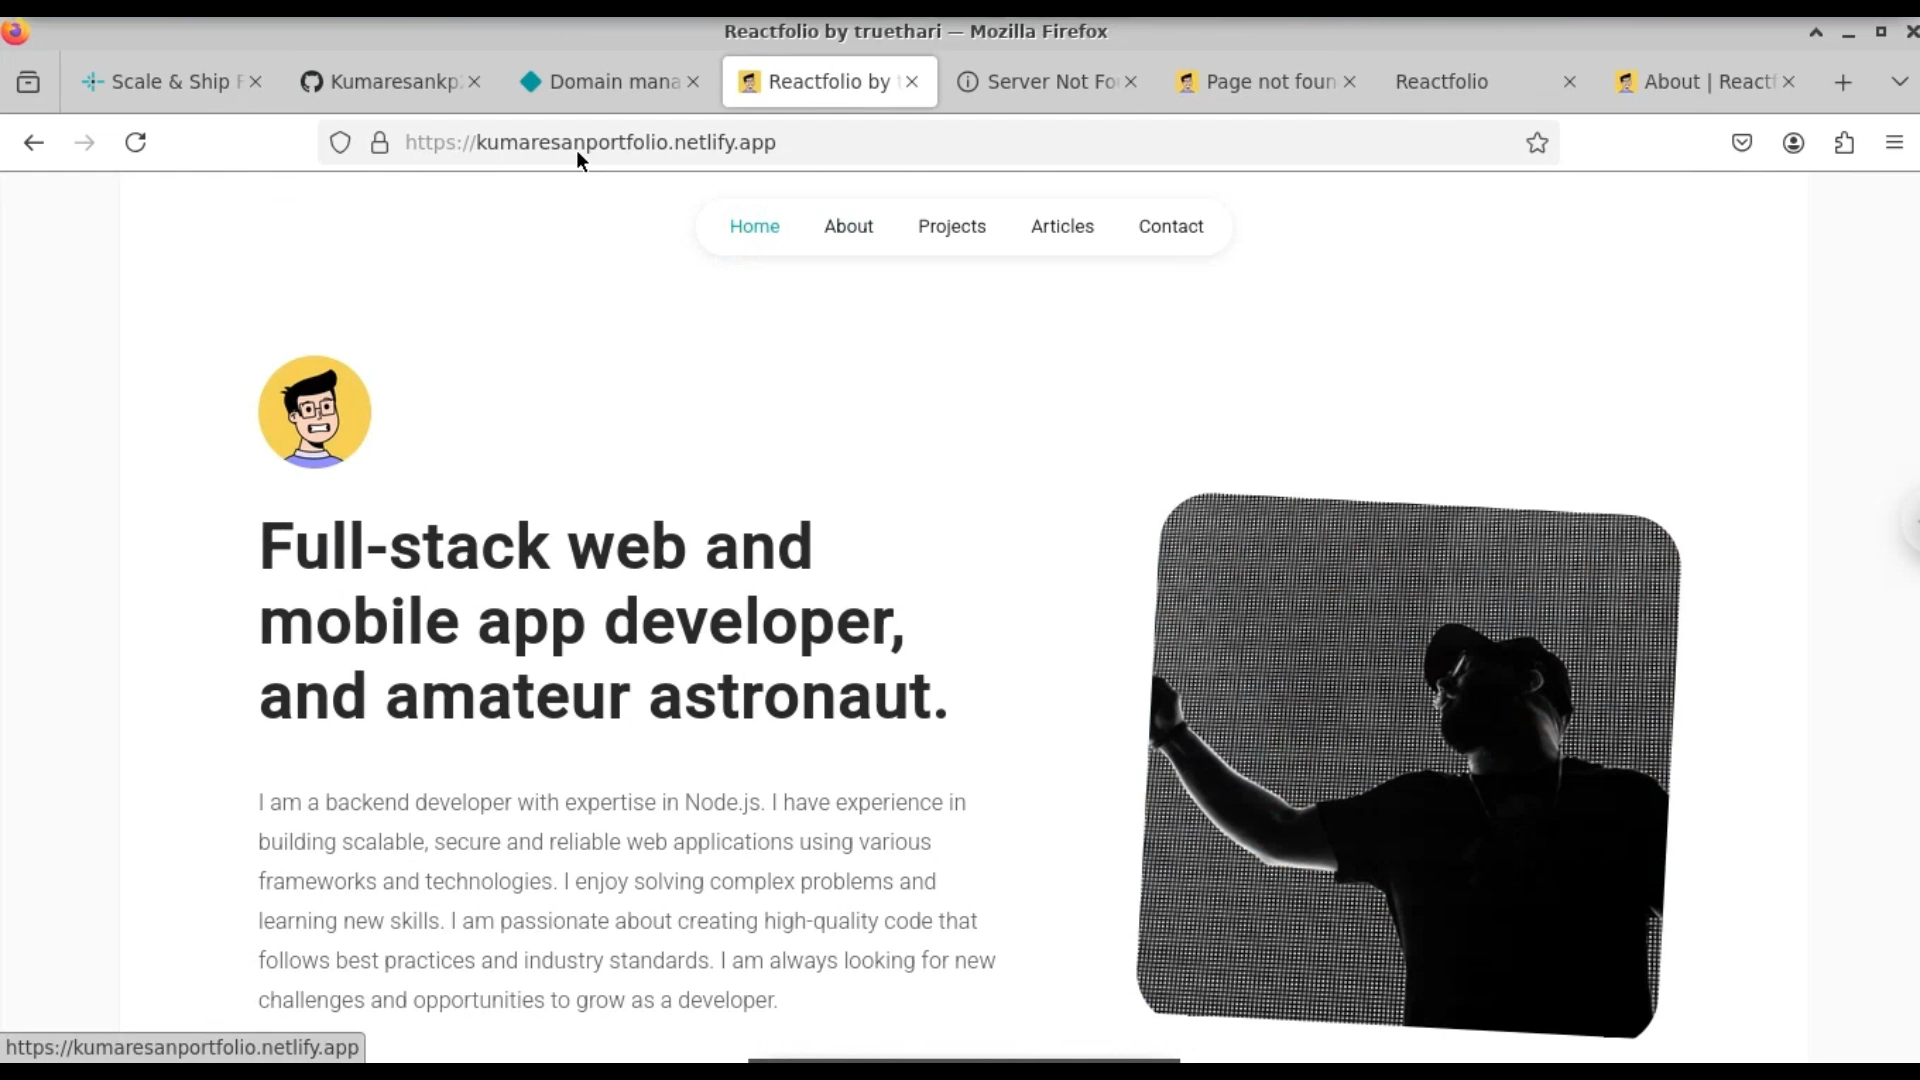 Reactfolio by truethari — Mozilla Firefox
Scale & Ship F
Kumaresankp
Domain mana
Reactfolio by t
Server Not Fo
Page not foun
Reactfolio
About | Reactf
https://kumaresanportfolio.netlify.app
Home About Projects Articles Contact
Full-stack web and
mobile app developer,
and amateur astronaut.
I am a backend developer with expertise in Node.js. I have experience in
building scalable, secure and reliable web applications using various
frameworks and technologies. I enjoy solving complex problems and
learning new skills. I am passionate about creating high-quality code that
follows best practices and industry standards. I am always looking for new
challenges and opportunities to grow as a developer.
https://kumaresanportfolio.netlify.app